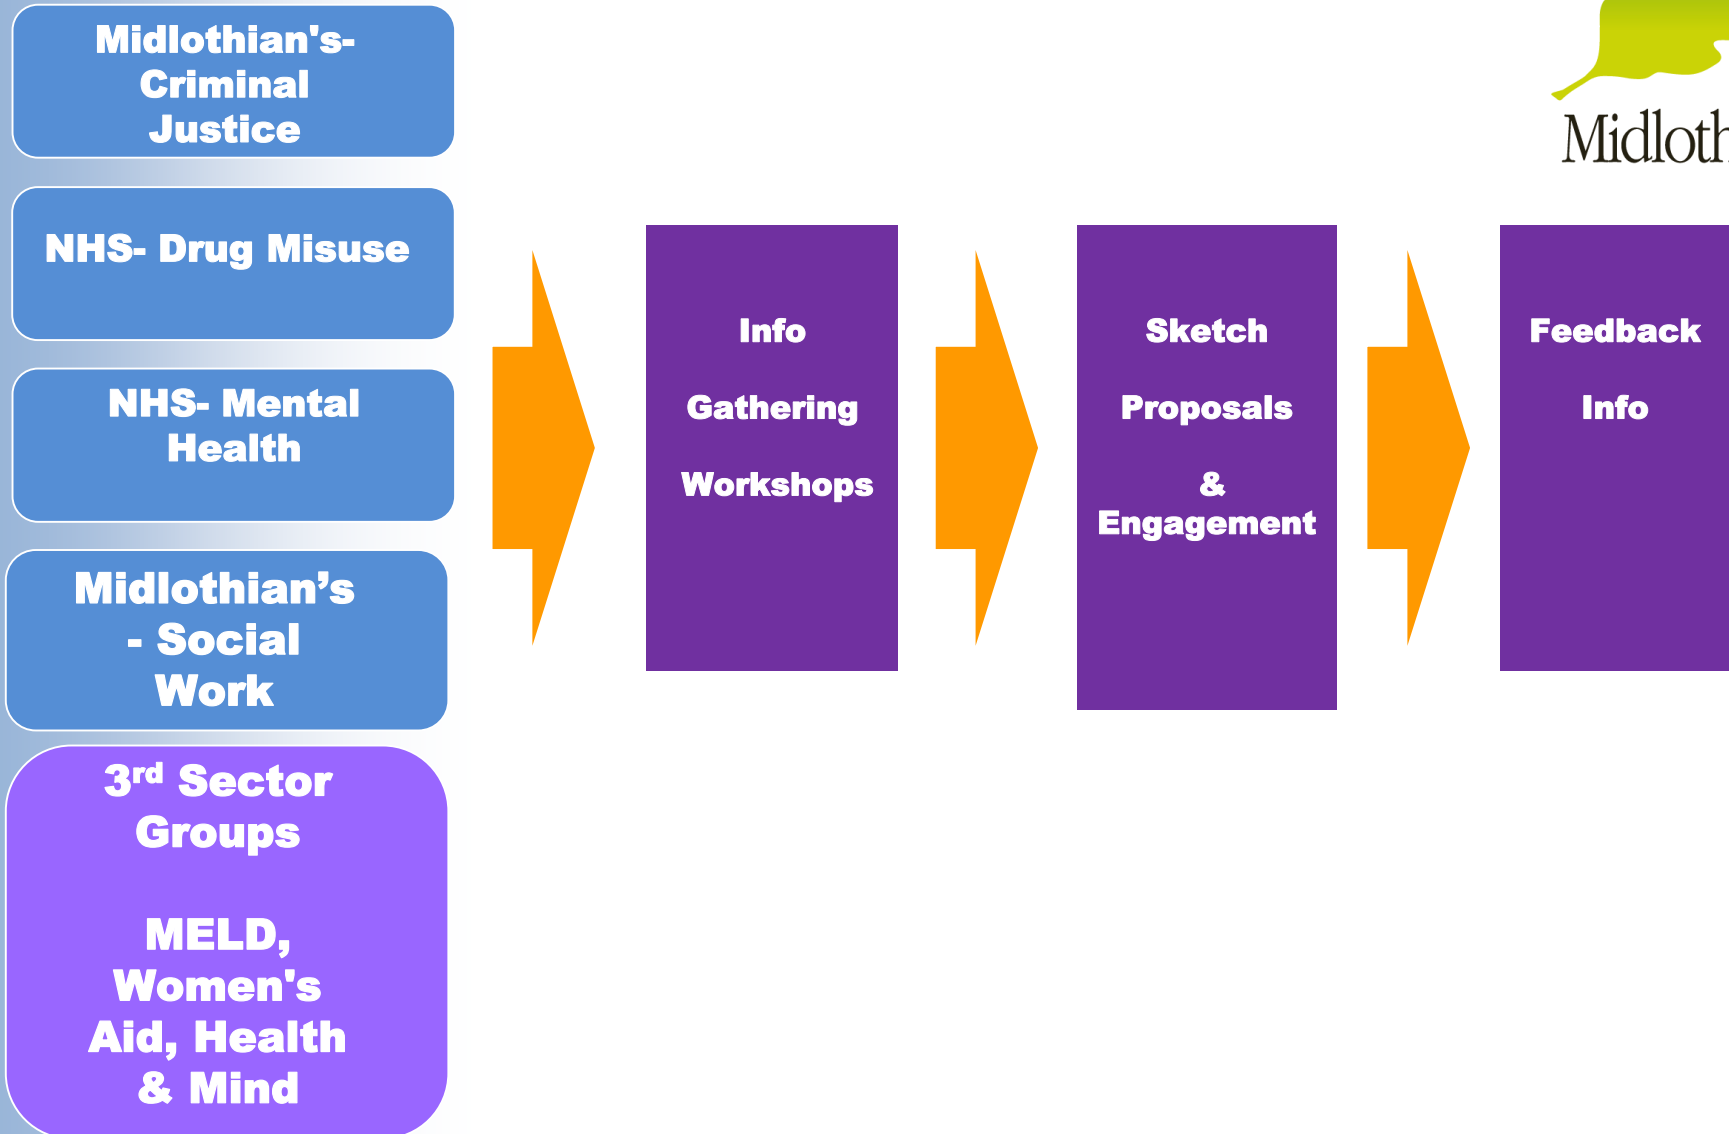 Midlothian's-
Criminal
Justice
NHS- Drug Misuse
NHS- Mental
Health
Midlothian’s
- Social
Work
3rd Sector
Groups
MELD,
Women's
Aid, Health
& Mind
Info
Gathering
Workshops
Sketch
Proposals
&
Engagement
Feedback
Info